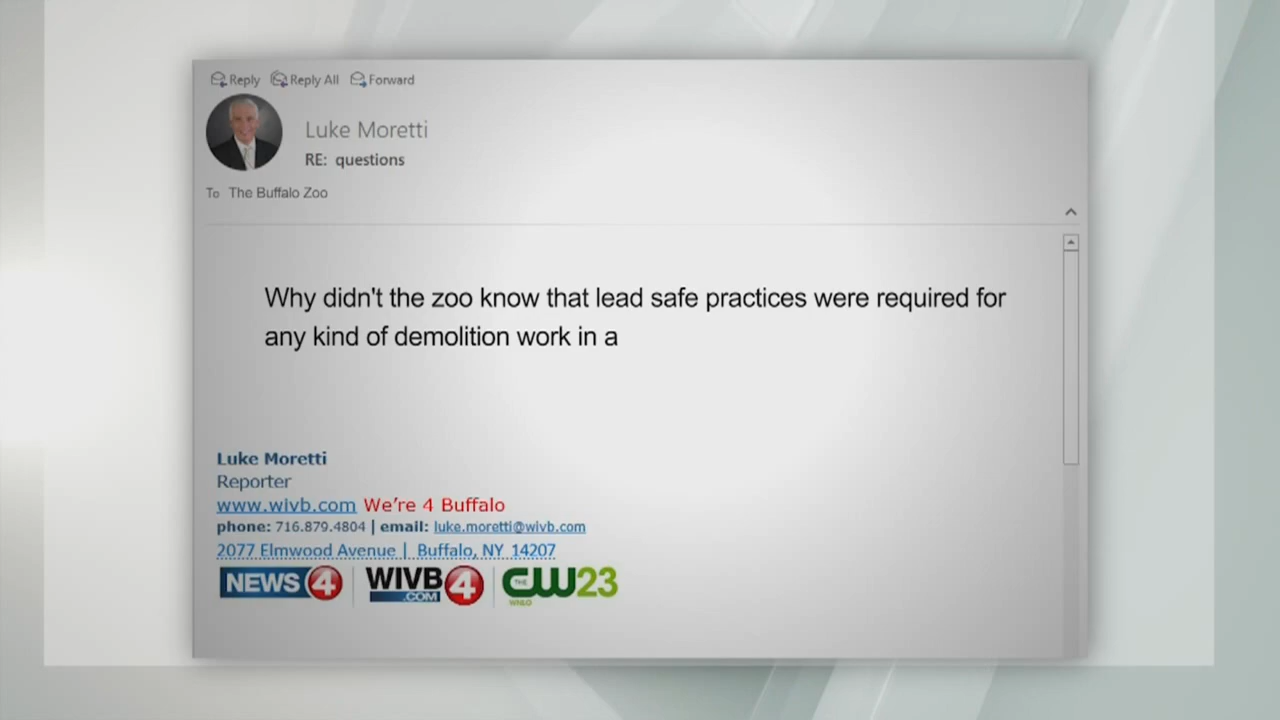 Reply Reply All Forward
Luke Moretti
RE: questions
To The Buffalo Zoo
Why didn't the zoo know that lead safe practices were required for
any kind of demolition work in a
Luke Moretti
Reporter
www.wivb.com We're 4 Buffalo
phone: 716.879.4804 | email: luke.moretti@wivb.com
2077 Elmwood Avenue | Buffalo, NY 14207
NEWS 4 WIVB 4 .COM THE CW23 WNLO